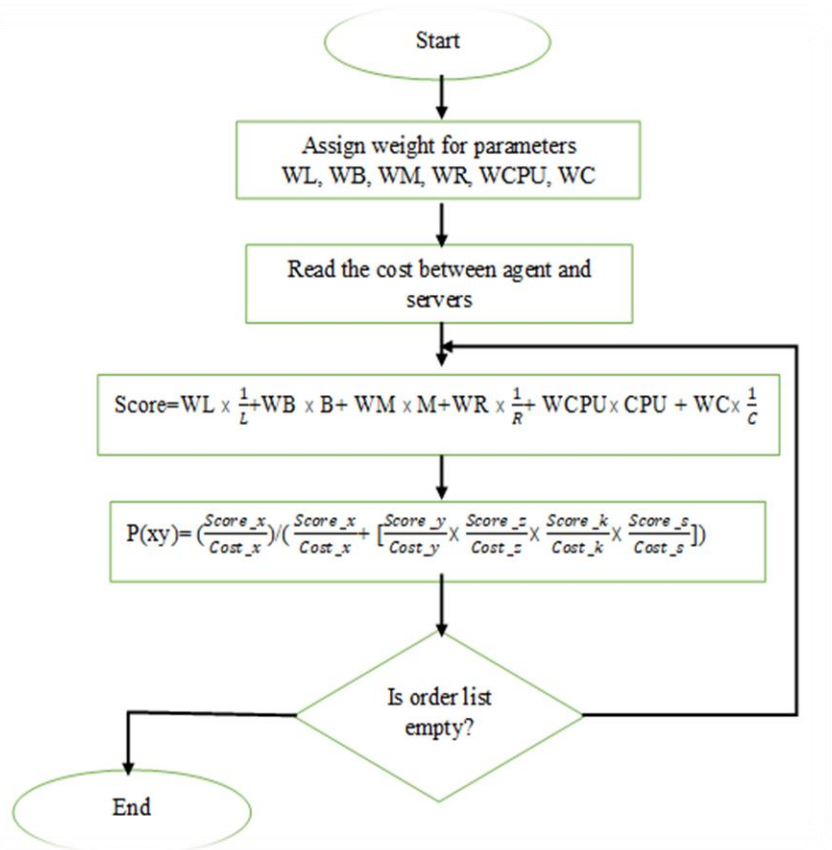 Start
Assign weight for parameters
WL, WB, WM, WR, WCPU, WC
Read the cost between agent and
servers
Score=WL × 1/L+WB × B+ WM × M+WR × 1/R+ WCPU× CPU + WC× 1/C
P(xy)= (Score_x/Cost_x)/( Score_x/Cost_x+ [Score_y/Cost_y× Score_z/Cost_z× Score_k/Cost_k× Score_s/Cost_s])
Is order list
empty?
End